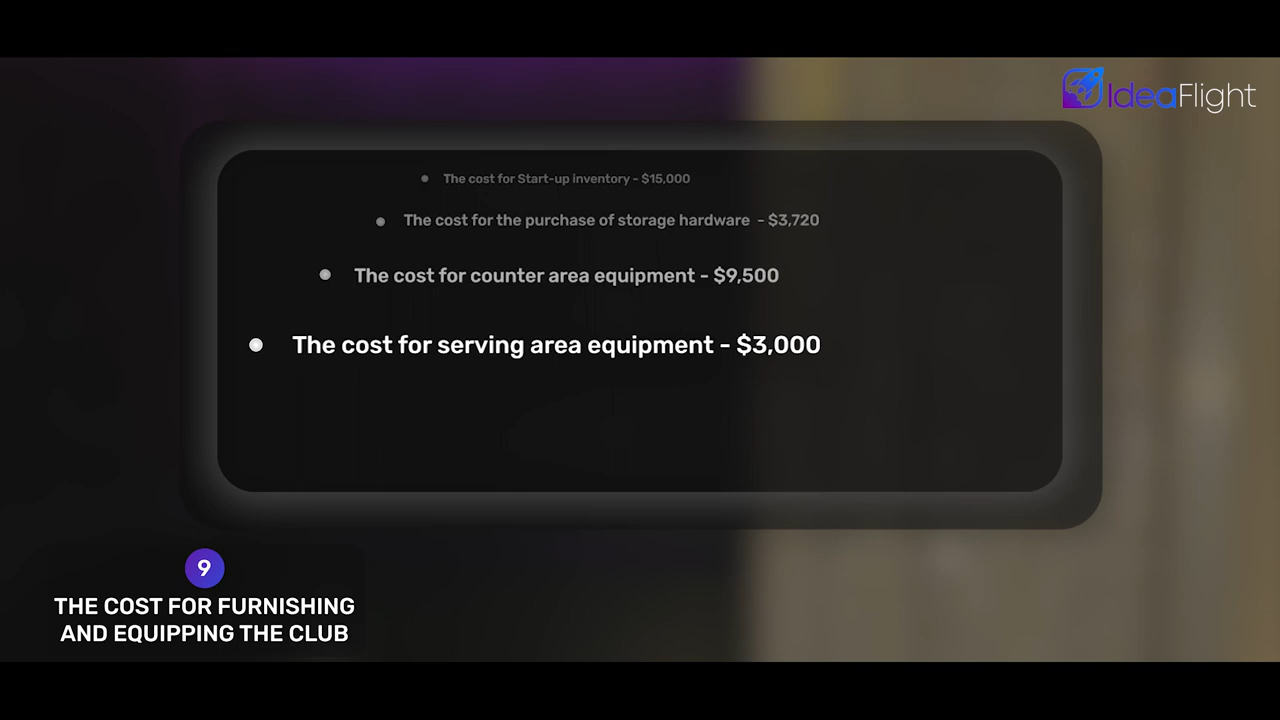 IdeaFlight
The cost for Start-up inventory - $15,000
The cost for the purchase of storage hardware - $3,720
The cost for counter area equipment - $9,500
The cost for serving area equipment - $3,000
9
THE COST FOR FURNISHING
AND EQUIPPING THE CLUB